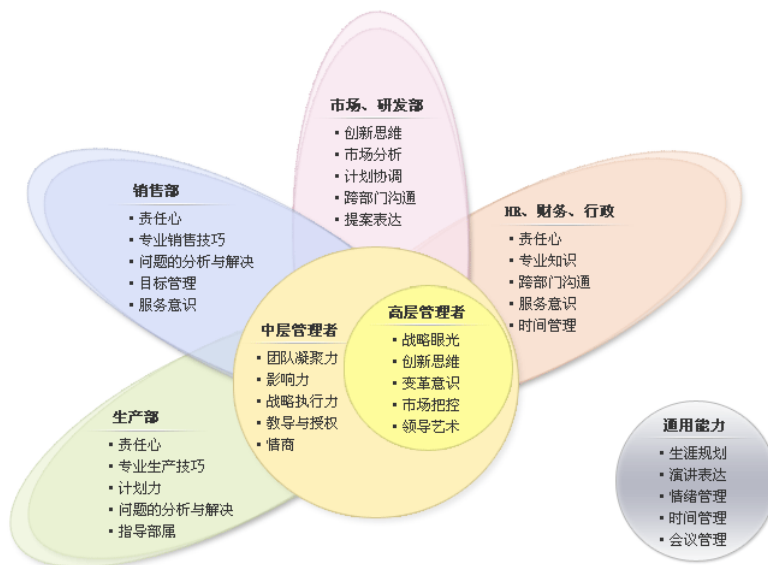 市场、研发部
▪ 创新思维
▪ 市场分析
▪ 计划协调
▪ 跨部门沟通
▪ 提案表达
销售部
▪ 责任心
▪ 专业销售技巧
▪ 问题的分析与解决
▪ 目标管理
▪ 服务意识
HR、财务、行政
▪ 责任心
▪ 专业知识
▪ 跨部门沟通
▪ 服务意识
▪ 时间管理
中层管理者
▪ 团队凝聚力
▪ 影响力
▪ 战略执行力
▪ 教导与授权
▪ 情商
高层管理者
▪ 战略眼光
▪ 创新思维
▪ 变革意识
▪ 市场把控
▪ 领导艺术
生产部
▪ 责任心
▪ 专业生产技巧
▪ 计划力
▪ 问题的分析与解决
▪ 指导部属
通用能力
▪ 生涯规划
▪ 演讲表达
▪ 情绪管理
▪ 时间管理
▪ 会议管理